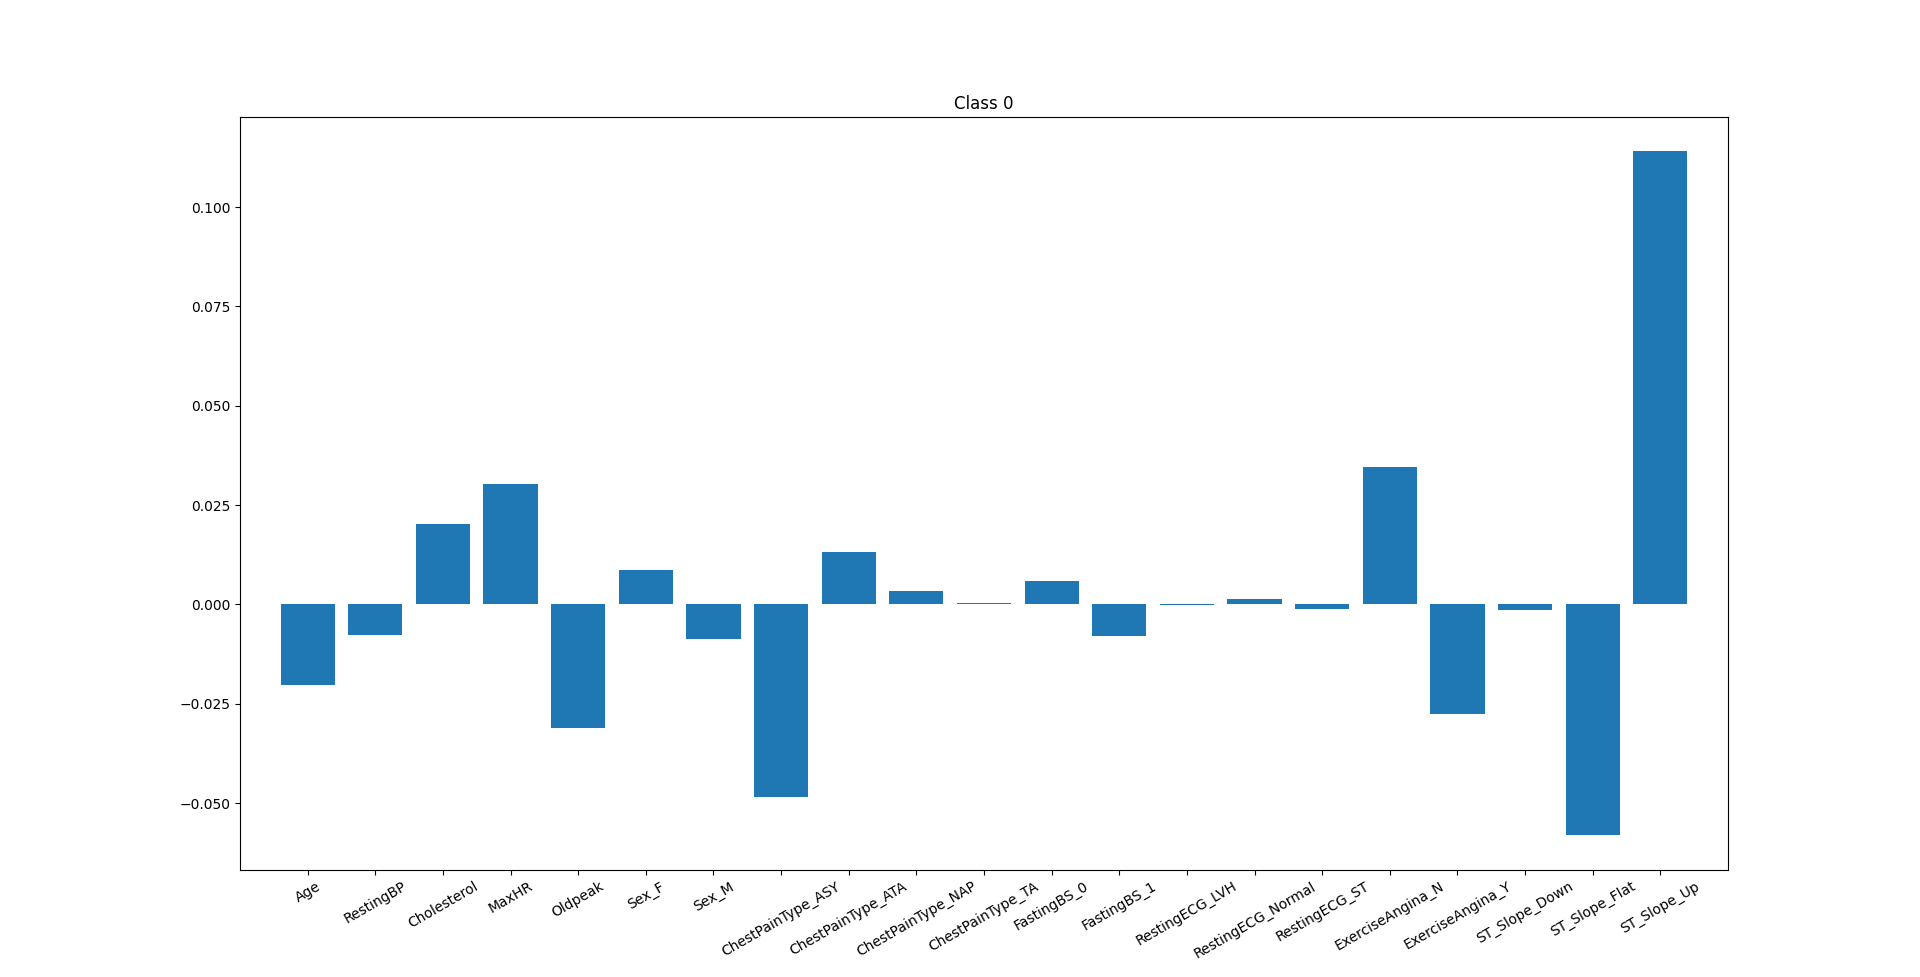 Class 0
0.100
0.075
0.050
0.025
0.000
−0.025
−0.050
Age
RestingBP
Cholesterol
MaxHR
Oldpeak
Sex_F
Sex_M
ChestPainType_ASY
ChestPainType_ATA
ChestPainType_NAP
ChestPainType_TA
FastingBS_0
FastingBS_1
RestingECG_LVH
RestingECG_Normal
RestingECG_ST
ExerciseAngina_N
ExerciseAngina_Y
ST_Slope_Down
ST_Slope_Flat
ST_Slope_Up